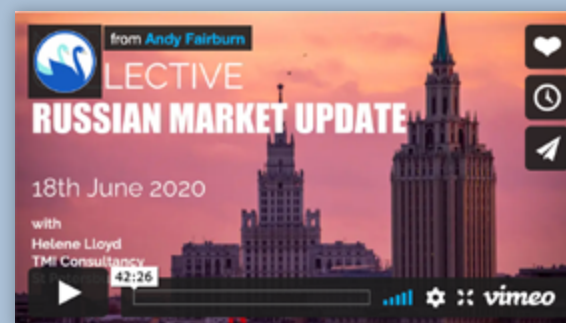 from Andy Fairburn
LECTIVE
RUSSIAN MARKET UPDATE
18th June 2020
with
Helene Lloyd
TMI Consultancy
42:26
vimeo